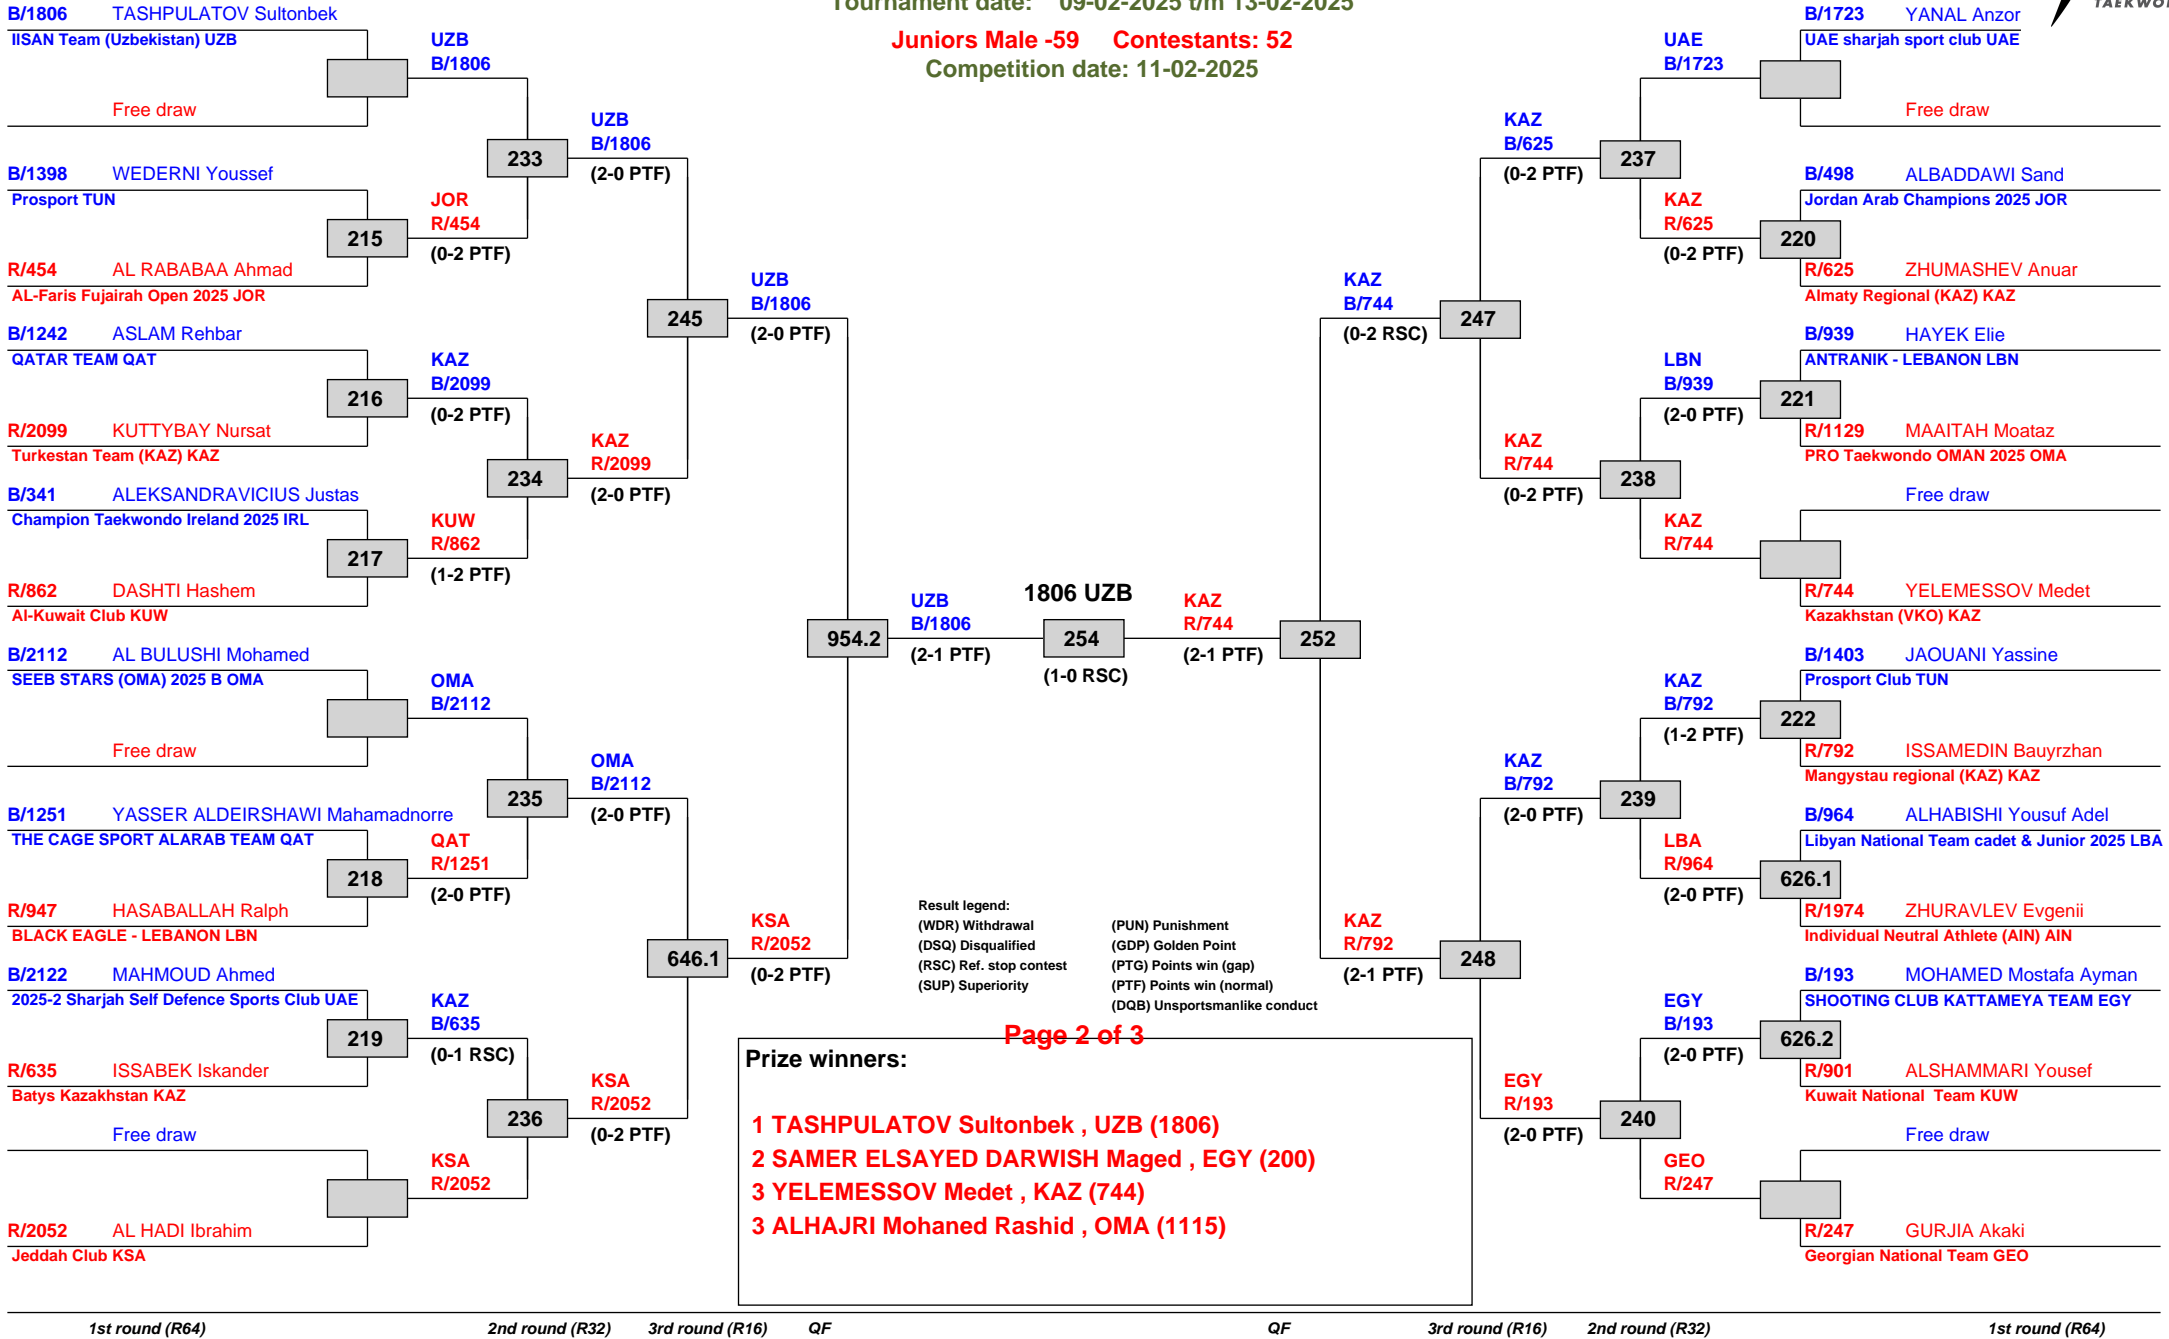 Tournament date: 09-02-2025 t/m 13-02-2025
Juniors Male -59 Contestants: 52
Competition date: 11-02-2025
B/1806 TASHPULATOV Sultonbek
IISAN Team (Uzbekistan) UZB
Free draw
B/1398 WEDERNI Youssef
Prosport TUN
215
R/454 AL RABABAA Ahmad
AL-Faris Fujairah Open 2025 JOR
B/1242 ASLAM Rehbar
QATAR TEAM QAT
216
R/2099 KUTTYBAY Nursat
Turkestan Team (KAZ) KAZ
B/341 ALEKSANDRAVICIUS Justas
Champion Taekwondo Ireland 2025 IRL
217
R/862 DASHTI Hashem
Al-Kuwait Club KUW
B/2112 AL BULUSHI Mohamed
SEEB STARS (OMA) 2025 B OMA
Free draw
B/1251 YASSER ALDEIRSHAWI Mahamadnorre
THE CAGE SPORT ALARAB TEAM QAT
218
R/947 HASABALLAH Ralph
BLACK EAGLE - LEBANON LBN
B/2122 MAHMOUD Ahmed
2025-2 Sharjah Self Defence Sports Club UAE
219
R/635 ISSABEK Iskander
Batys Kazakhstan KAZ
Free draw
R/2052 AL HADI Ibrahim
Jeddah Club KSA
UZB
B/1806
233
JOR
R/454
(0-2 PTF)
KAZ
B/2099
(0-2 PTF)
234
KUW
R/862
(1-2 PTF)
OMA
B/2112
235
QAT
R/1251
(2-0 PTF)
KAZ
B/635
(0-1 RSC)
236
KSA
R/2052
UZB
B/1806
(2-0 PTF)
245
KAZ
R/2099
(2-0 PTF)
OMA
B/2112
(2-0 PTF)
646.1
KSA
R/2052
(0-2 PTF)
UZB
B/1806
(2-0 PTF)
954.2
KSA
R/2052
(0-2 PTF)
UZB
B/1806
(2-1 PTF)
1806 UZB
254
(1-0 RSC)
KAZ
R/744
(2-1 PTF)
252
KAZ
B/744
(0-2 RSC)
KAZ
R/792
(2-1 PTF)
KAZ
B/625
(0-2 PTF)
247
KAZ
R/744
(0-2 PTF)
KAZ
B/792
(2-0 PTF)
248
EGY
R/193
(2-0 PTF)
UAE
B/1723
237
KAZ
R/625
(0-2 PTF)
LBN
B/939
(2-0 PTF)
238
KAZ
R/744
KAZ
B/792
(1-2 PTF)
239
LBA
R/964
(2-0 PTF)
EGY
B/193
(2-0 PTF)
240
GEO
R/247
TAEKWO
B/1723 YANAL Anzor
UAE sharjah sport club UAE
Free draw
B/498 ALBADDAWI Sand
Jordan Arab Champions 2025 JOR
220
R/625 ZHUMASHEV Anuar
Almaty Regional (KAZ) KAZ
B/939 HAYEK Elie
ANTRANIK - LEBANON LBN
221
R/1129 MAAITAH Moataz
PRO Taekwondo OMAN 2025 OMA
Free draw
R/744 YELEMESSOV Medet
Kazakhstan (VKO) KAZ
B/1403 JAOUANI Yassine
Prosport Club TUN
222
R/792 ISSAMEDIN Bauyrzhan
Mangystau regional (KAZ) KAZ
B/964 ALHABISHI Yousuf Adel
Libyan National Team cadet & Junior 2025 LBA
626.1
R/1974 ZHURAVLEV Evgenii
Individual Neutral Athlete (AIN) AIN
B/193 MOHAMED Mostafa Ayman
SHOOTING CLUB KATTAMEYA TEAM EGY
626.2
R/901 ALSHAMMARI Yousef
Kuwait National Team KUW
Free draw
R/247 GURJIA Akaki
Georgian National Team GEO
Result legend:
(WDR) Withdrawal (PUN) Punishment
(DSQ) Disqualified (GDP) Golden Point
(RSC) Ref. stop contest (PTG) Points win (gap)
(SUP) Superiority (PTF) Points win (normal)
(DQB) Unsportsmanlike conduct
Page 2 of 3
Prize winners:
1 TASHPULATOV Sultonbek , UZB (1806)
2 SAMER ELSAYED DARWISH Maged , EGY (200)
3 YELEMESSOV Medet , KAZ (744)
3 ALHAJRI Mohaned Rashid , OMA (1115)
1st round (R64) 2nd round (R32) 3rd round (R16) QF QF 3rd round (R16) 2nd round (R32) 1st round (R64)